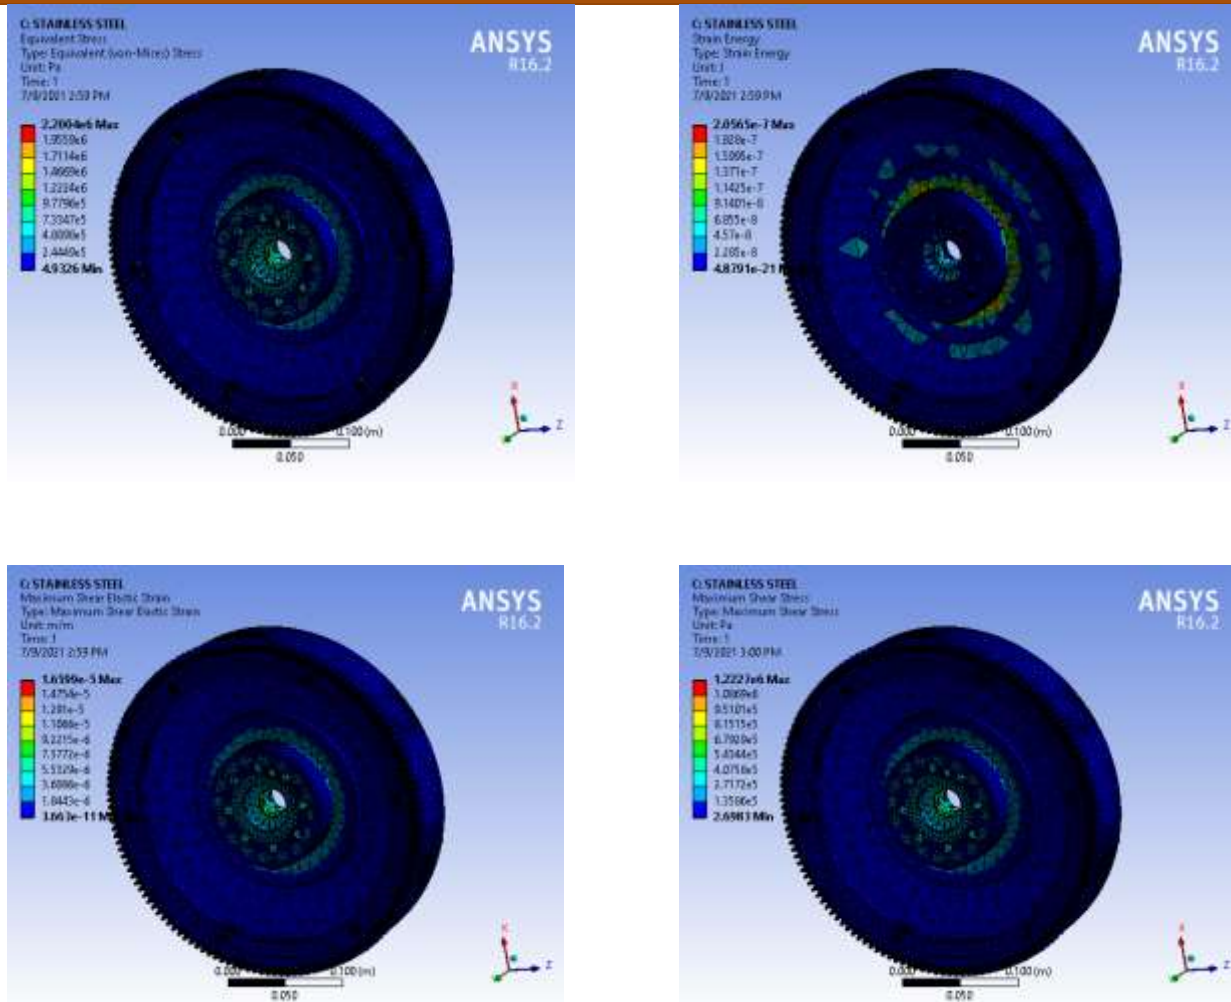 C: STAINLESS STEEL
Equivalent Stress
Type: Equivalent (von-Mises) Stress
Unit: Pa
Time: 1
7/9/2021 2:59 PM
ANSYS
R16.2
2.2004e6 Max
1.9559e6
1.7114e6
1.4669e6
1.2224e6
9.7796e5
7.3347e5
4.8898e5
2.4449e5
4.9326 Min
0.000
0.100 (m)
0.050
X
Z
C: STAINLESS STEEL
Strain Energy
Type: Strain Energy
Unit: J
Time: 1
7/9/2021 2:59 PM
ANSYS
R16.2
2.0565e-7 Max
1.828e-7
1.5995e-7
1.371e-7
1.1425e-7
9.1401e-8
6.855e-8
4.57e-8
2.285e-8
4.8791e-21
0.000
0.100 (m)
0.050
X
Z
C: STAINLESS STEEL
Maximum Shear Elastic Strain
Type: Maximum Shear Elastic Strain
Unit: m/m
Time: 1
7/9/2021 2:59 PM
ANSYS
R16.2
1.6599e-5 Max
1.4754e-5
1.291e-5
1.1066e-5
9.2215e-6
7.3772e-6
5.5329e-6
3.6886e-6
1.8443e-6
3.663e-11
0.000
0.100 (m)
0.050
X
Z
C: STAINLESS STEEL
Maximum Shear Stress
Type: Maximum Shear Stress
Unit: Pa
Time: 1
7/9/2021 3:00 PM
ANSYS
R16.2
1.2227e6 Max
1.0869e6
9.5101e5
8.1515e5
6.7929e5
5.4344e5
4.0758e5
2.7172e5
1.3586e5
2.6983 Min
0.000
0.100 (m)
0.050
X
Z